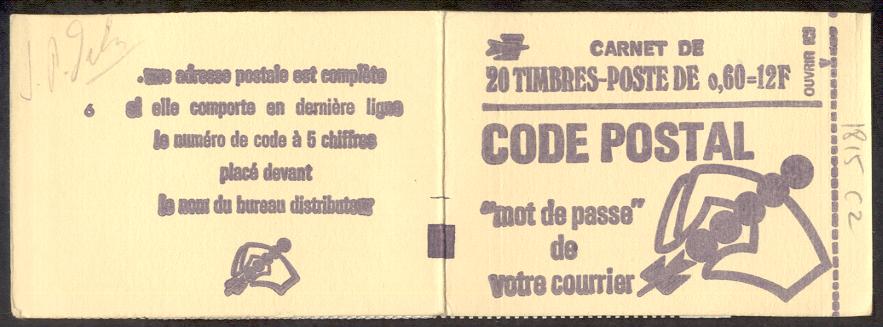 une adresse postale est complète
si elle comporte en dernière ligne
6
le numéro de code à 5 chiffres
placé devant
le nom du bureau distributeur
CARNET DE
20 TIMBRES-POSTE DE 0,60=12F
CODE POSTAL
"mot de passe"
de
votre courrier
OUVRIR
1815 C2